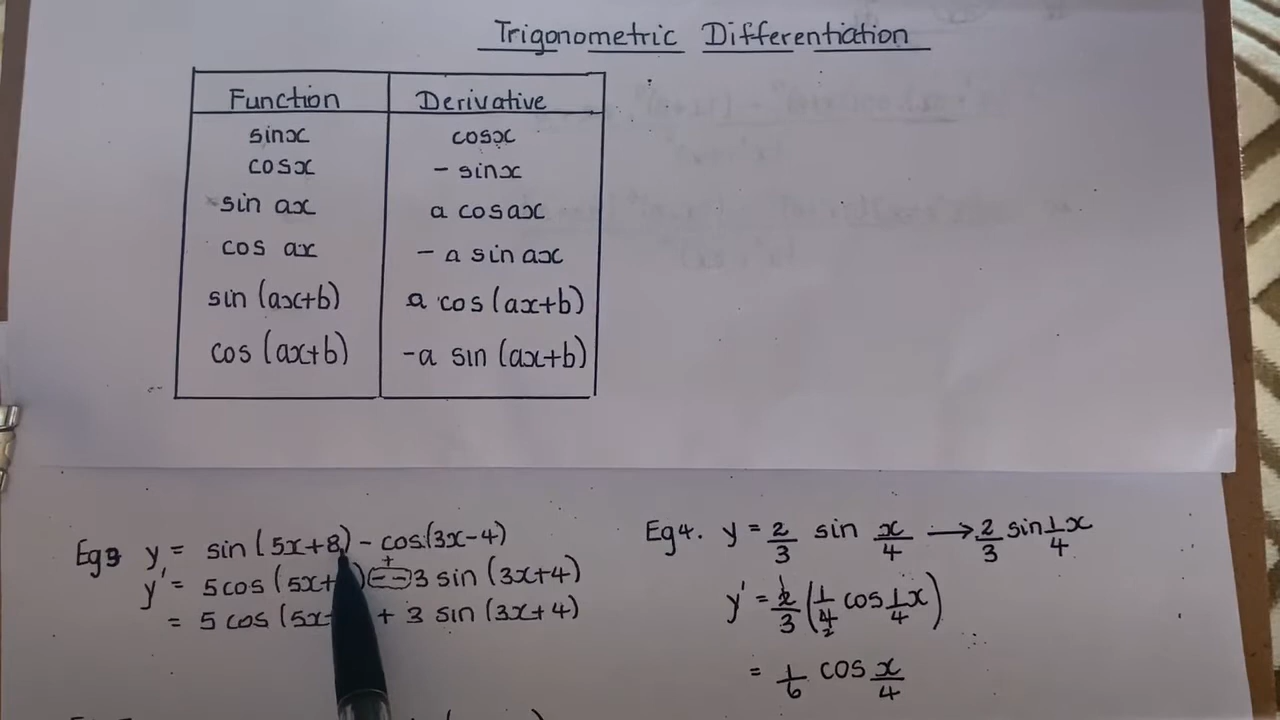 Trigonometric Differentiation
Function Derivative
sinx cosx
cosx - sinx
sin ax a cosax
cos ax - a sin ax
sin (ax+b) a cos (ax+b)
cos (ax+b) -a sin (ax+b)
Eg3 y = sin (5x+8) - cos(3x-4)
y' = 5cos (5x+ ) - - 3 sin (3x+4)
+
= 5 cos (5x + 3 sin (3x+4)
Eg4. y = 2/3 sin x/4 → 2/3 sin 1/4 x
y' = 2/3 (1/4 cos 1/4 x)
1 2
= 1/6 cos x/4